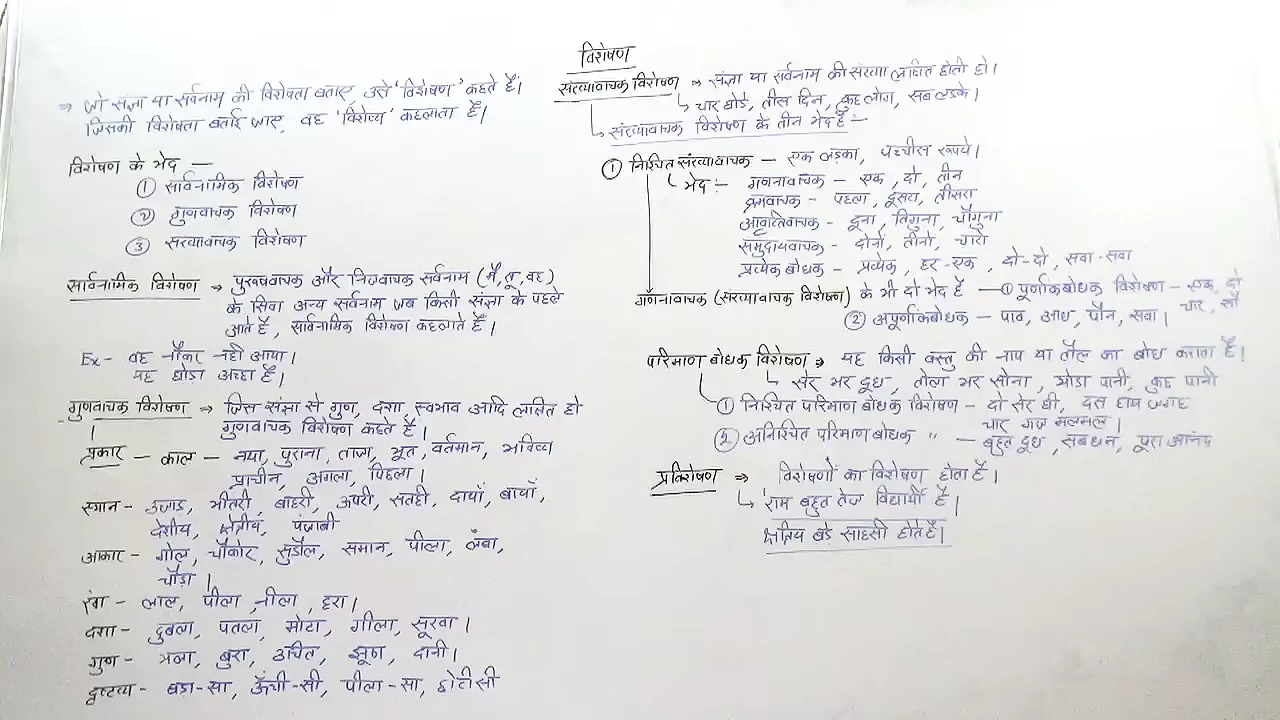 विशेषण
⇒ जो संज्ञा या सर्वनाम की विशेषता बताए उसे 'विशेषण' कहते हैं।
जिसकी विशेषता बताई जाए, वह 'विशेष्य' कहलाता है।
विशेषण के भेद —
① सार्वनामिक विशेषण
② गुणवाचक विशेषण
③ संख्यावाचक विशेषण
सार्वनामिक विशेषण → पुरुषवाचक और निजवाचक सर्वनाम (मैं, तू, वह)
के सिवा अन्य सर्वनाम जब किसी संज्ञा के पहले
आते हैं, सार्वनामिक विशेषण कहलाते हैं।
Ex - वह नौकर नहीं आया।
यह घोड़ा अच्छा है।
गुणवाचक विशेषण ⇒ जिस संज्ञा से गुण, दशा, स्वभाव आदि लक्षित हो
गुणवाचक विशेषण कहते हैं।
प्रकार — काल — नया, पुराना, ताजा, भूत, वर्तमान, भविष्य
प्राचीन, अगला, पिछला।
स्थान - उजाड़, भीतरी, बाहरी, ऊपरी, सतही, दायाँ, बायाँ,
देशीय, क्षेत्रीय, पंजाबी
आकार - गोल, चौकोर, सुडौल, समान, पीला, लंबा,
चौड़ा।
रंग - लाल, पीला, नीला, हरा।
दशा - दुबला, पतला, मोटा, गीला, सूखा।
गुण - भला, बुरा, उचित, झूठ, दानी।
द्रष्टव्य - बड़ा-सा, ऊँची-सी, पीला-सा, छोटी सी
संख्यावाचक विशेषण ⇒ संज्ञा या सर्वनाम की संख्या लक्षित होती हो।
चार घोड़े, तीस दिन, कुछ लोग, सब लड़के।
संख्यावाचक विशेषण के तीन भेद हैं :-
① निश्चित संख्यावाचक — एक लड़का, पच्चीस रूपये।
भेद :- गणनावाचक — एक, दो, तीन
क्रमवाचक - पहला, दूसरा, तीसरा
आवृत्तिवाचक - दूना, तिगुना, चौगुना
समुदायवाचक - दोनों, तीनों, चारों
प्रत्येक बोधक - प्रत्येक, हर-एक, दो-दो, सवा-सवा
गणनावाचक (संख्यावाचक विशेषण) के भी दो भेद हैं — ① पूर्णांकबोधक विशेषण - एक, दो
चार, सौ
② अपूर्णांकबोधक — पाव, आध, पौन, सवा।
परिमाण बोधक विशेषण ⇒ यह किसी वस्तु की नाप या तौल का बोध कराता है।
सेर भर दूध, तोला भर सोना, थोड़ा पानी, कुछ पानी
① निश्चित परिमाण बोधक विशेषण - दो सेर घी, दस हाथ जगह
चार गज मलमल।
2. अनिश्चित परिमाण बोधक " — बहुत दूध, सब धन, पूरा आनंद
प्रविशेषण ⇒ विशेषणों का विशेषण होता है।
राम बहुत तेज विद्यार्थी है।
क्षत्रिय बड़े साहसी होते हैं।